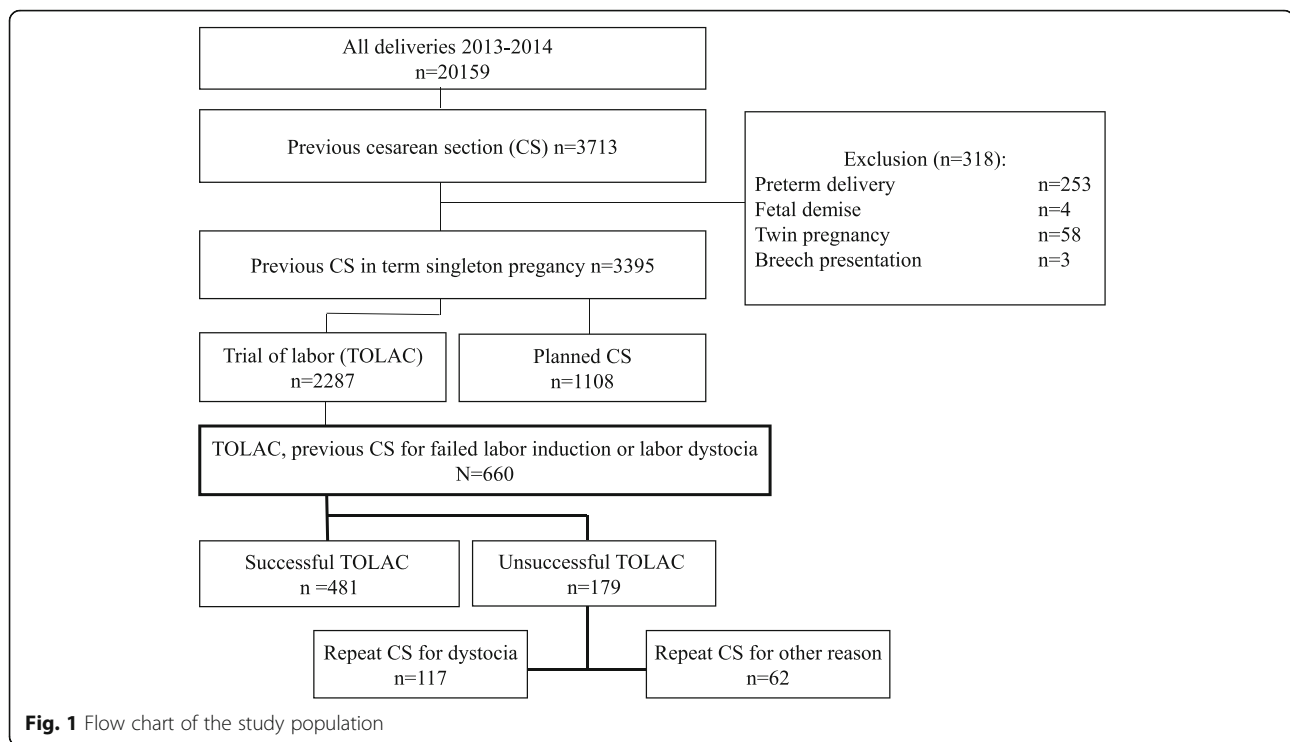 All deliveries 2013-2014
n=20159
Previous cesarean section (CS) n=3713
Exclusion (n=318):
Preterm delivery n=253
Fetal demise n=4
Twin pregnancy n=58
Breech presentation n=3
Previous CS in term singleton pregancy n=3395
Trial of labor (TOLAC)
n=2287
Planned CS
n=1108
TOLAC, previous CS for failed labor induction or labor dystocia
N=660
Successful TOLAC
n =481
Unsuccessful TOLAC
n=179
Repeat CS for dystocia
n=117
Repeat CS for other reason
n=62
Fig. 1 Flow chart of the study population